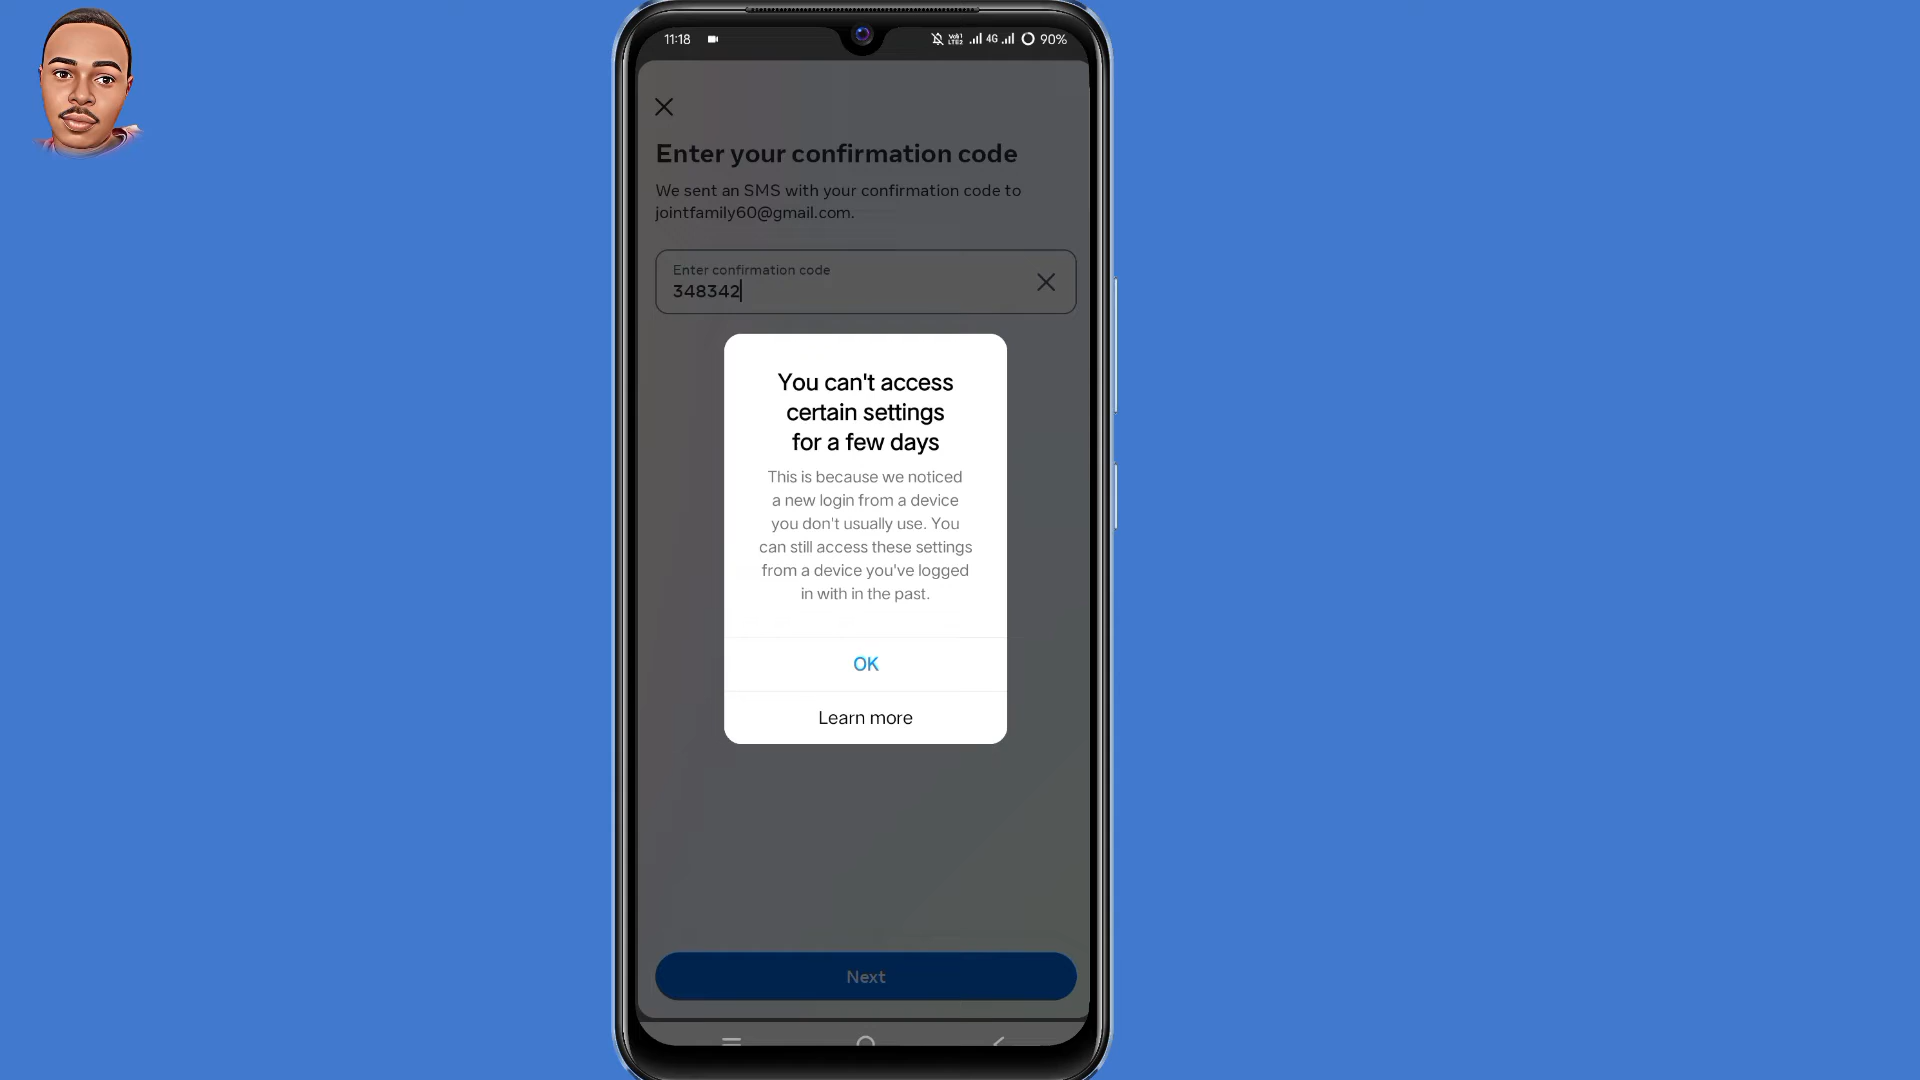 11:18
4G
90%
Enter your confirmation code
We sent an SMS with your confirmation code to
jointfamily60@gmail.com.
Enter confirmation code
348342
You can't access
certain settings
for a few days
This is because we noticed
a new login from a device
you don't usually use. You
can still access these settings
from a device you've logged
in with in the past.
OK
Learn more
Next